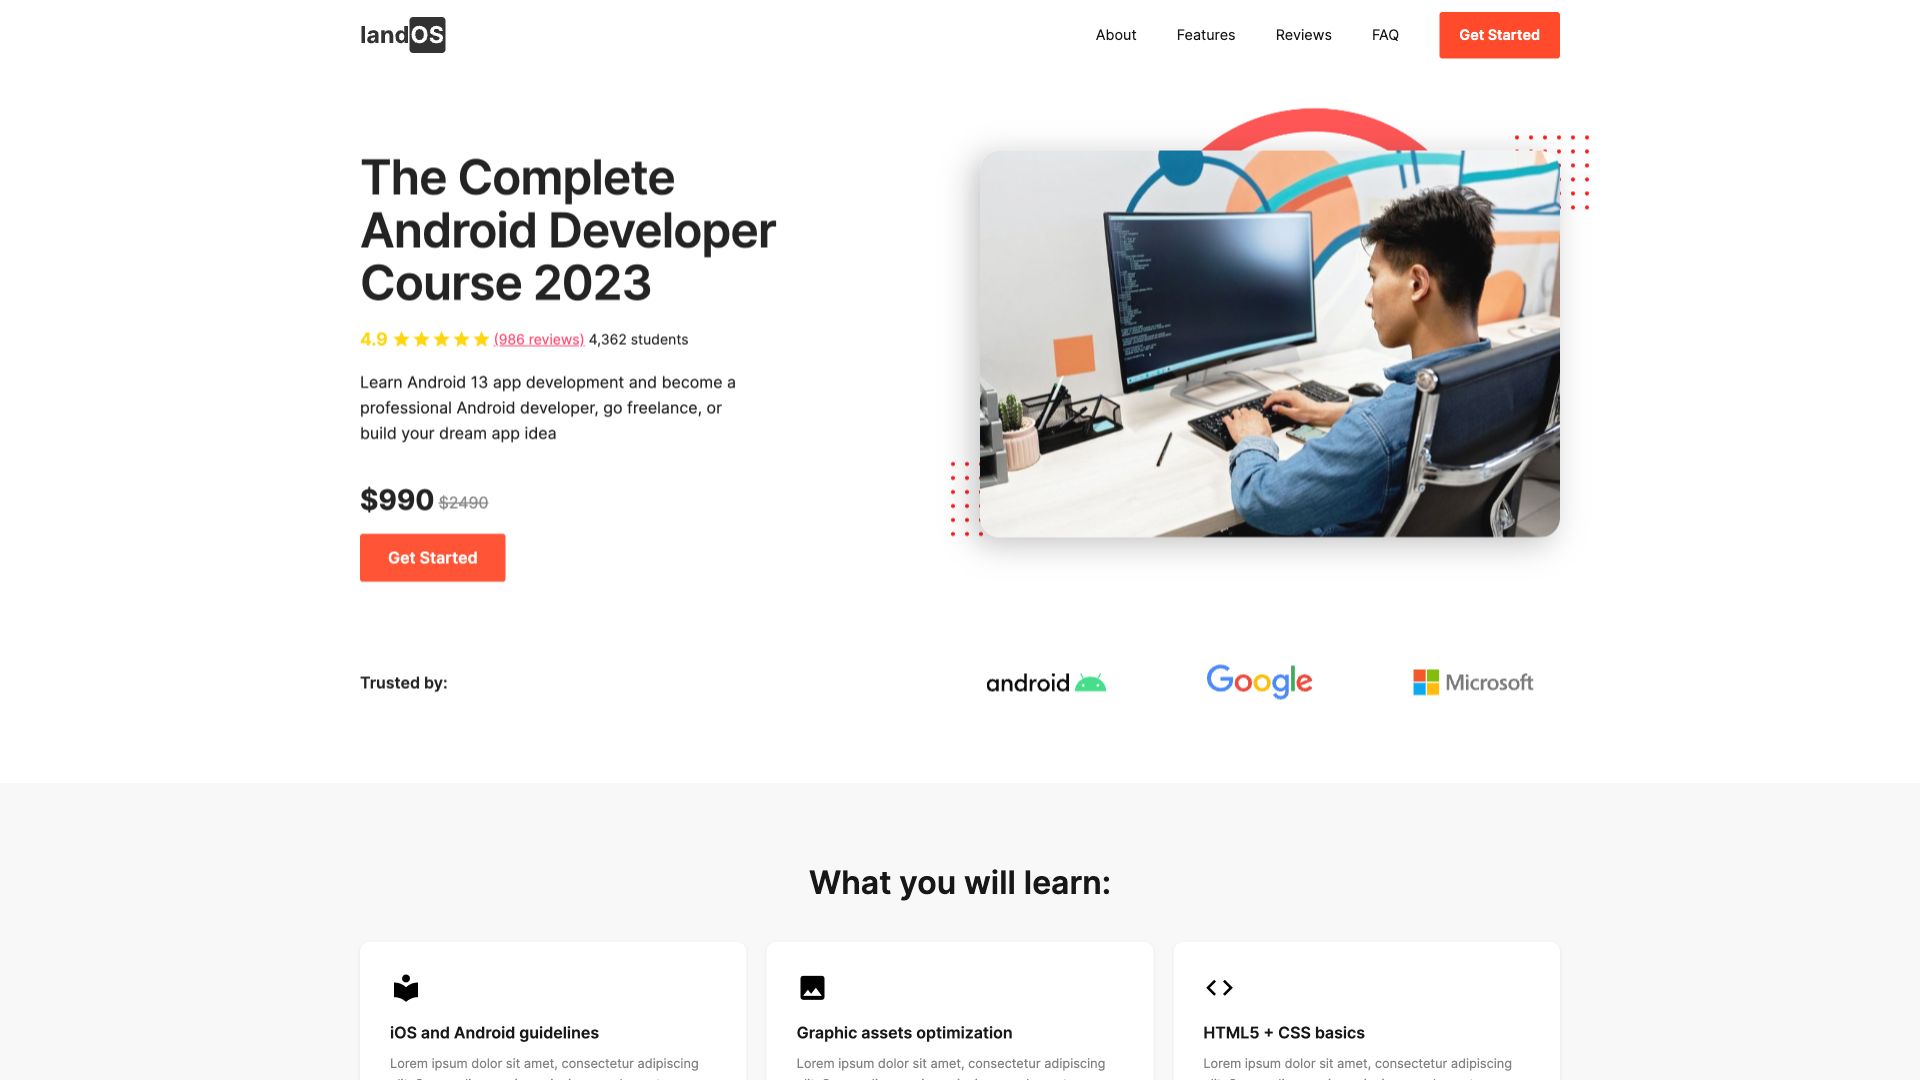 landOS
About
Features
Reviews
FAQ
Get Started
The Complete
Android Developer
Course 2023
4.9 ★★★★★ (986 reviews) 4,362 students
Learn Android 13 app development and become a
professional Android developer, go freelance, or
build your dream app idea
$990 $2490
Get Started
Trusted by:
android
Google
Microsoft
What you will learn:
iOS and Android guidelines
Lorem ipsum dolor sit amet, consectetur adipiscing
Graphic assets optimization
Lorem ipsum dolor sit amet, consectetur adipiscing
HTML5 + CSS basics
Lorem ipsum dolor sit amet, consectetur adipiscing